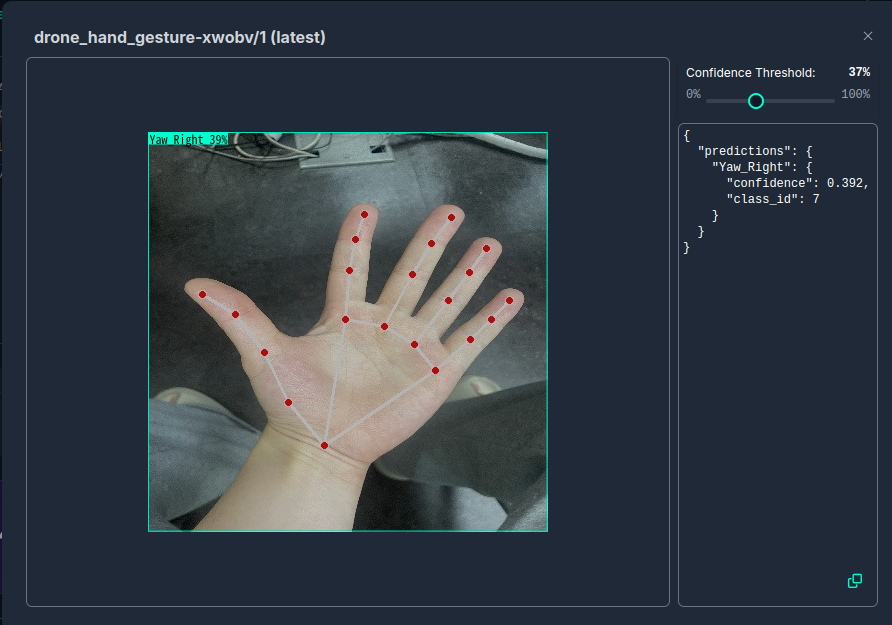 drone_hand_gesture-xwobv/1 (latest)
Confidence Threshold: 37%
0% 100%
Yaw_Right 39%
{
"predictions": {
"Yaw_Right": {
"confidence": 0.392,
"class_id": 7
}
}
}